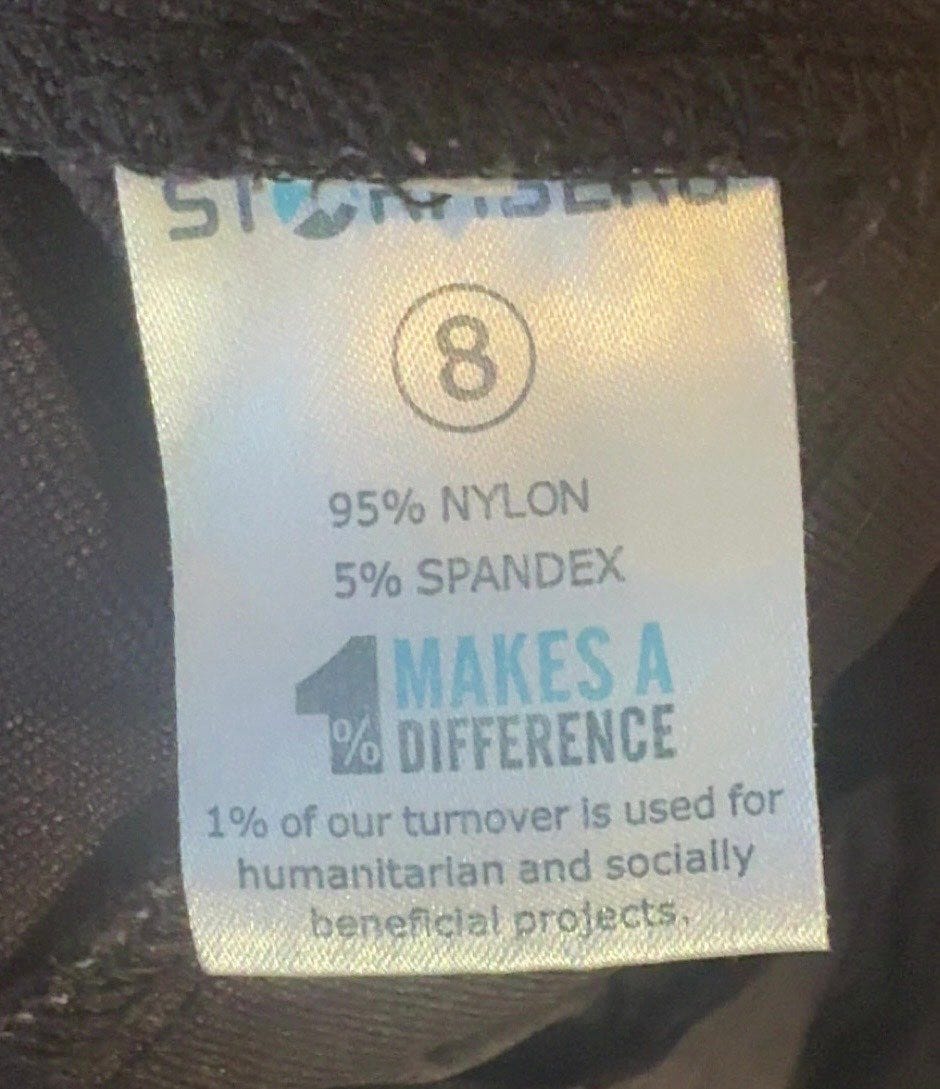 STORMBERG
8
95% NYLON
5% SPANDEX
1% MAKES A
DIFFERENCE
1% of our turnover is used for
humanitarian and socially
beneficial projects.